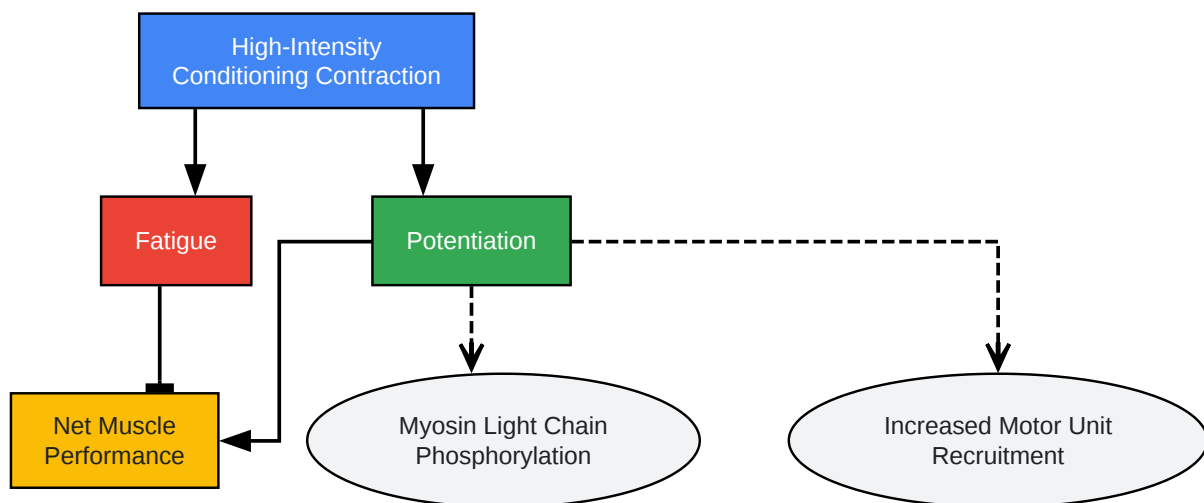 High-Intensity
Conditioning Contraction
Fatigue
Potentiation
Net Muscle
Performance
Myosin Light Chain
Phosphorylation
Increased Motor Unit
Recruitment